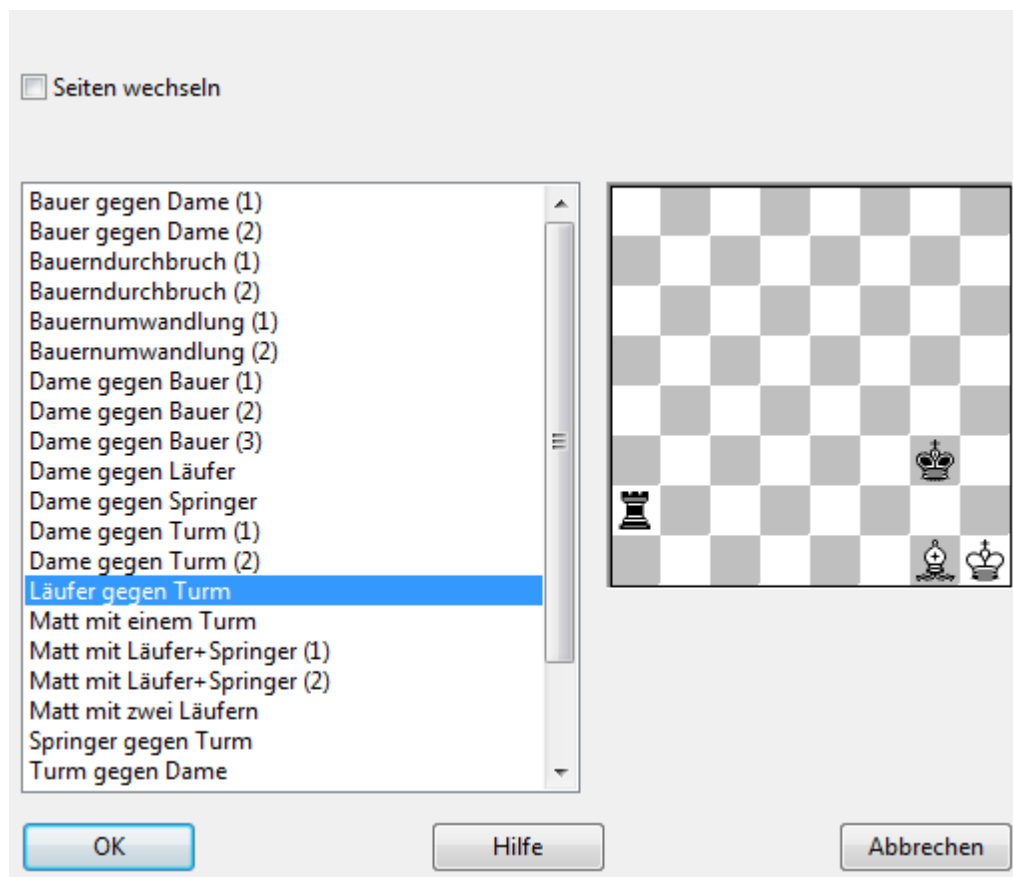 Seiten wechseln
Bauer gegen Dame (1)
Bauer gegen Dame (2)
Bauerndurchbruch (1)
Bauerndurchbruch (2)
Bauernumwandlung (1)
Bauernumwandlung (2)
Dame gegen Bauer (1)
Dame gegen Bauer (2)
Dame gegen Bauer (3)
Dame gegen Läufer
Dame gegen Springer
Dame gegen Turm (1)
Dame gegen Turm (2)
Läufer gegen Turm
Matt mit einem Turm
Matt mit Läufer+Springer (1)
Matt mit Läufer+Springer (2)
Matt mit zwei Läufern
Springer gegen Turm
Turm gegen Dame
OK
Hilfe
Abbrechen